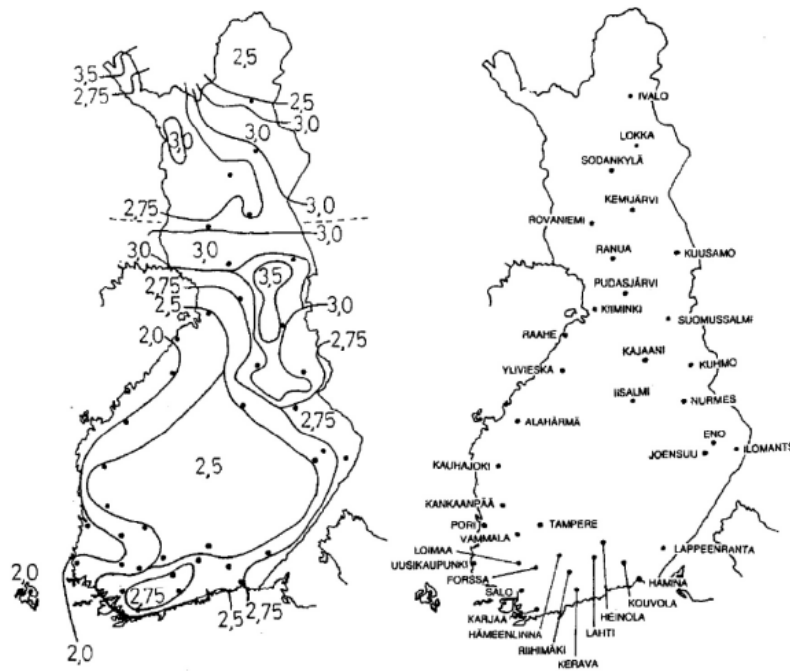 2,5
3,5
2,75
2,5
3,0
3,0
3,0
2,75
3,0
3,0
3,0
3,0
3,5
2,75
2,5
3,0
2,0
2,75
2,75
2,5
2,0
2,75
2,5
2,75
2,0
IVALO
LOKKA
SODANKYLÄ
KEMIJÄRVI
ROVANIEMI
RANUA
KUUSAMO
PUDASJÄRVI
KIIMINKI
SUOMUSSALMI
RAAHE
KAJAANI
KUHMO
YLIVIESKA
IISALMI
NURMES
ALAHÄRMÄ
ENO
ILOMANTS
JOENSUU
KAUHAJOKI
KANKAANPÄÄ
PORI
TAMPERE
VAMMALA
LAPPEENRANTA
LOIMAA
UUSIKAUPUNKI
FORSSA
HAMINA
SALO
KOUVOLA
KARJAA
HEINOLA
HÄMEENLINNA
LAHTI
RIIHIMÄKI
KERAVA